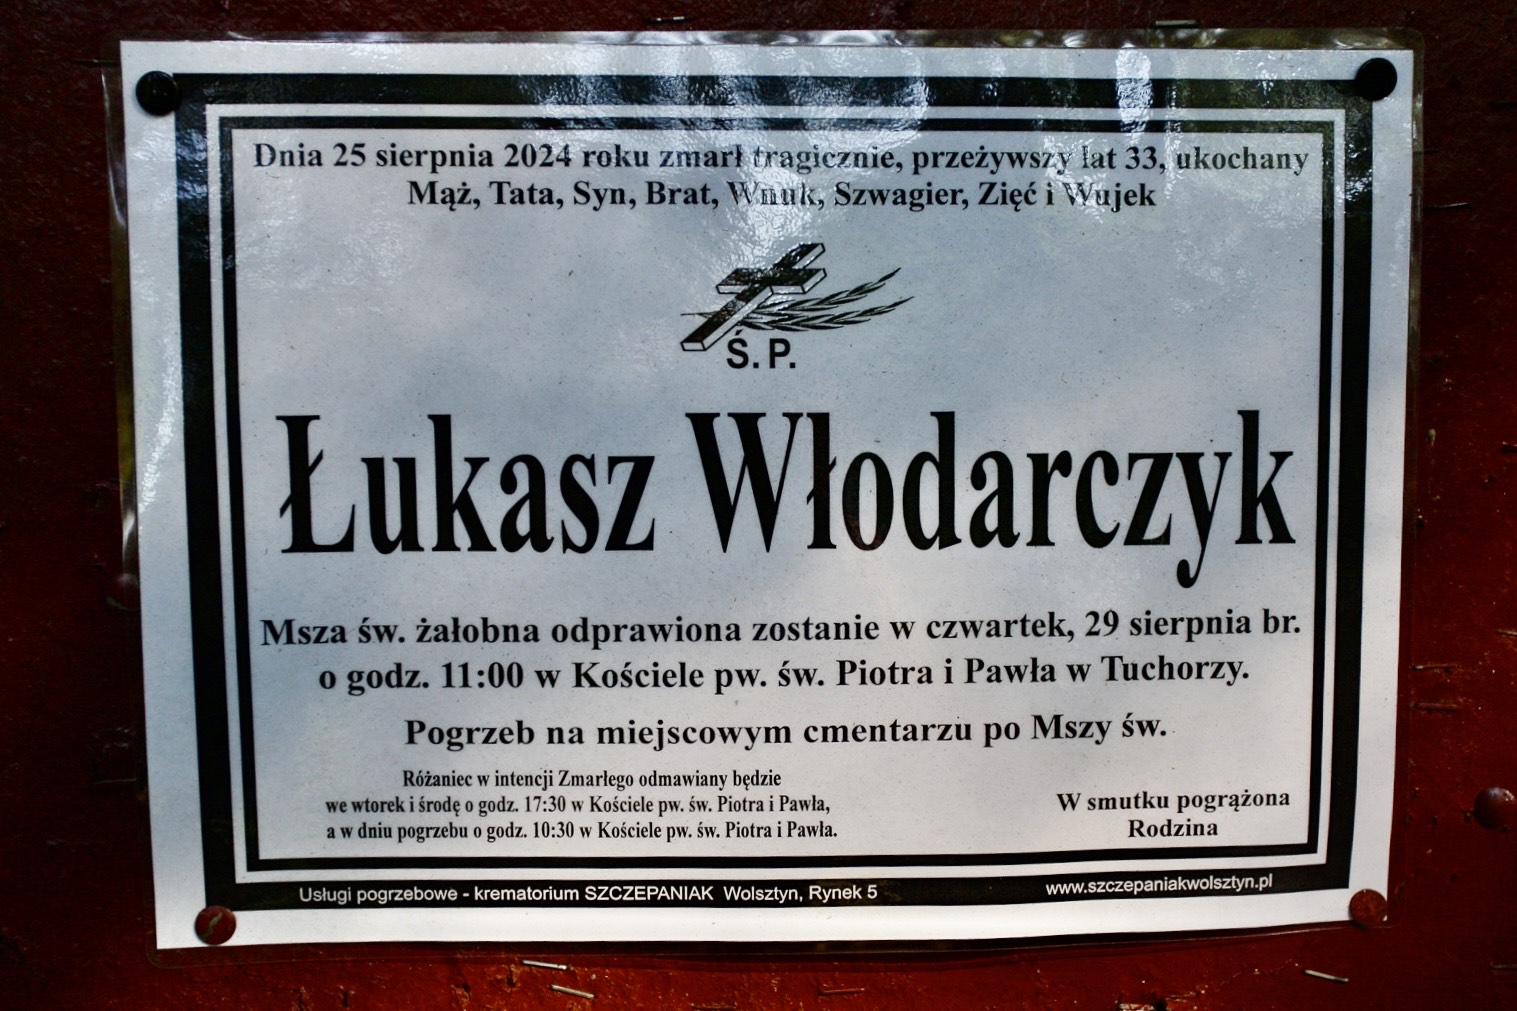 Dnia 25 sierpnia 2024 roku zmarł tragicznie, przeżywszy lat 33, ukochany
Mąż, Tata, Syn, Brat, Wnuk, Szwagier, Zięć i Wujek
Ś. P.
Łukasz Włodarczyk
Msza św. żałobna odprawiona zostanie w czwartek, 29 sierpnia br.
o godz. 11:00 w Kościele pw. św. Piotra i Pawła w Tuchorzy.
Pogrzeb na miejscowym cmentarzu po Mszy św.
Różaniec w intencji Zmarłego odmawiany będzie
we wtorek i środę o godz. 17:30 w Kościele pw. św. Piotra i Pawła,
a w dniu pogrzebu o godz. 10:30 w Kościele pw. św. Piotra i Pawła.
W smutku pogrążona
Rodzina
Usługi pogrzebowe - krematorium SZCZEPANIAK Wolsztyn, Rynek 5
www.szczepaniakwolsztyn.pl